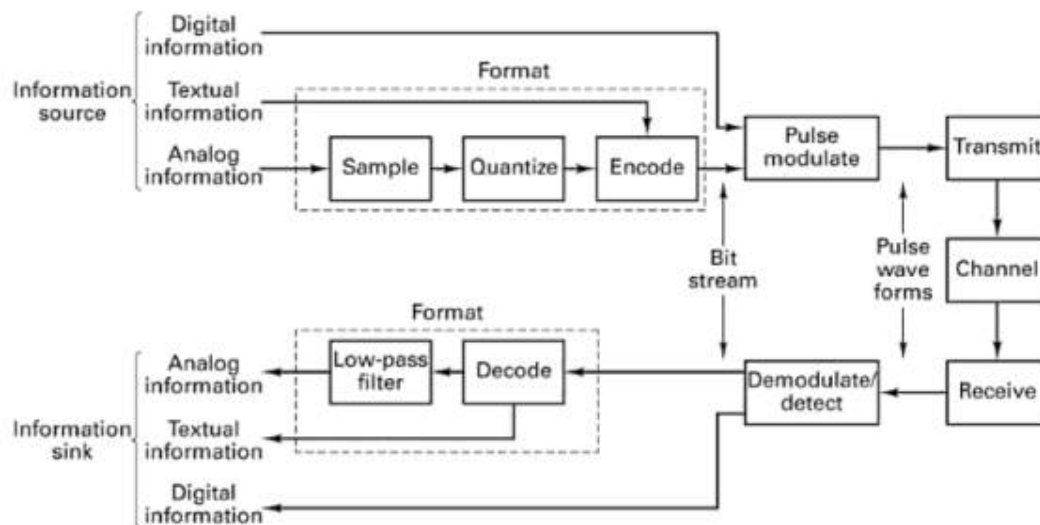 Digital
information
Format
Information
source
Textual
information
Analog
information
Sample
Quantize
Encode
Pulse
modulate
Transmit
Bit
stream
Pulse
wave
forms
Channel
Format
Analog
information
Low-pass
filter
Decode
Demodulate/
detect
Receive
Information
sink
Textual
information
Digital
information